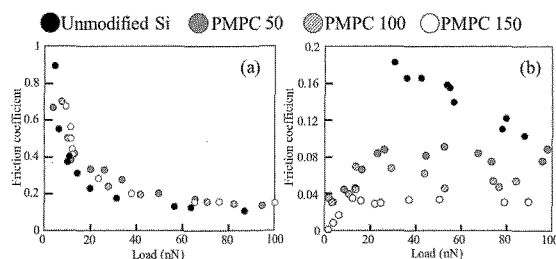 Unmodified Si PMPC 50 PMPC 100 PMPC 150
(a)
Friction coefficient
1
0.8
0.6
0.4
0.2
0
0 20 40 60 80 100
Load (nN)
(b)
Friction coefficient
0.2
0.16
0.12
0.08
0.04
0
0 20 40 60 80 100
Load (nN)